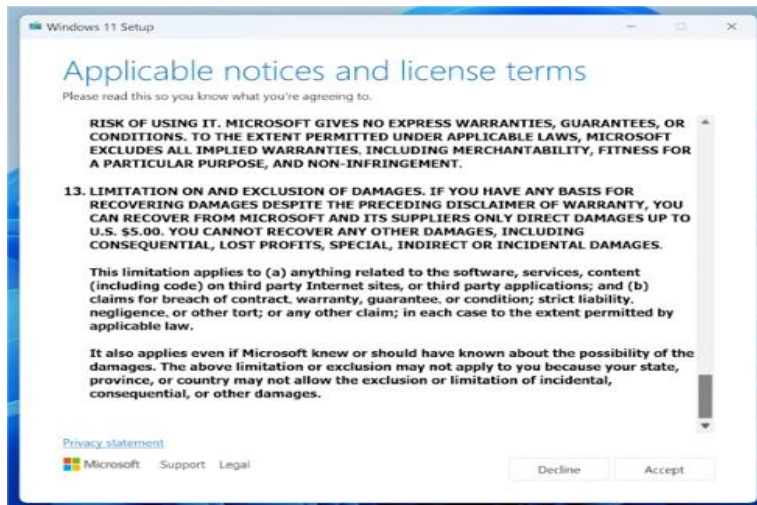 Windows 11 Setup
Applicable notices and license terms
Please read this so you know what you're agreeing to.
RISK OF USING IT. MICROSOFT GIVES NO EXPRESS WARRANTIES, GUARANTEES, OR
CONDITIONS. TO THE EXTENT PERMITTED UNDER APPLICABLE LAWS, MICROSOFT
EXCLUDES ALL IMPLIED WARRANTIES, INCLUDING MERCHANTABILITY, FITNESS FOR
A PARTICULAR PURPOSE, AND NON-INFRINGEMENT.
13. LIMITATION ON AND EXCLUSION OF DAMAGES. IF YOU HAVE ANY BASIS FOR
RECOVERING DAMAGES DESPITE THE PRECEDING DISCLAIMER OF WARRANTY, YOU
CAN RECOVER FROM MICROSOFT AND ITS SUPPLIERS ONLY DIRECT DAMAGES UP TO
U.S. $5.00. YOU CANNOT RECOVER ANY OTHER DAMAGES, INCLUDING
CONSEQUENTIAL, LOST PROFITS, SPECIAL, INDIRECT OR INCIDENTAL DAMAGES.
This limitation applies to (a) anything related to the software, services, content
(including code) on third party Internet sites, or third party applications; and (b)
claims for breach of contract, warranty, guarantee, or condition; strict liability,
negligence, or other tort; or any other claim; in each case to the extent permitted by
applicable law.
It also applies even if Microsoft knew or should have known about the possibility of the
damages. The above limitation or exclusion may not apply to you because your state,
province, or country may not allow the exclusion or limitation of incidental,
consequential, or other damages.
Privacy statement
Microsoft Support Legal
Decline Accept